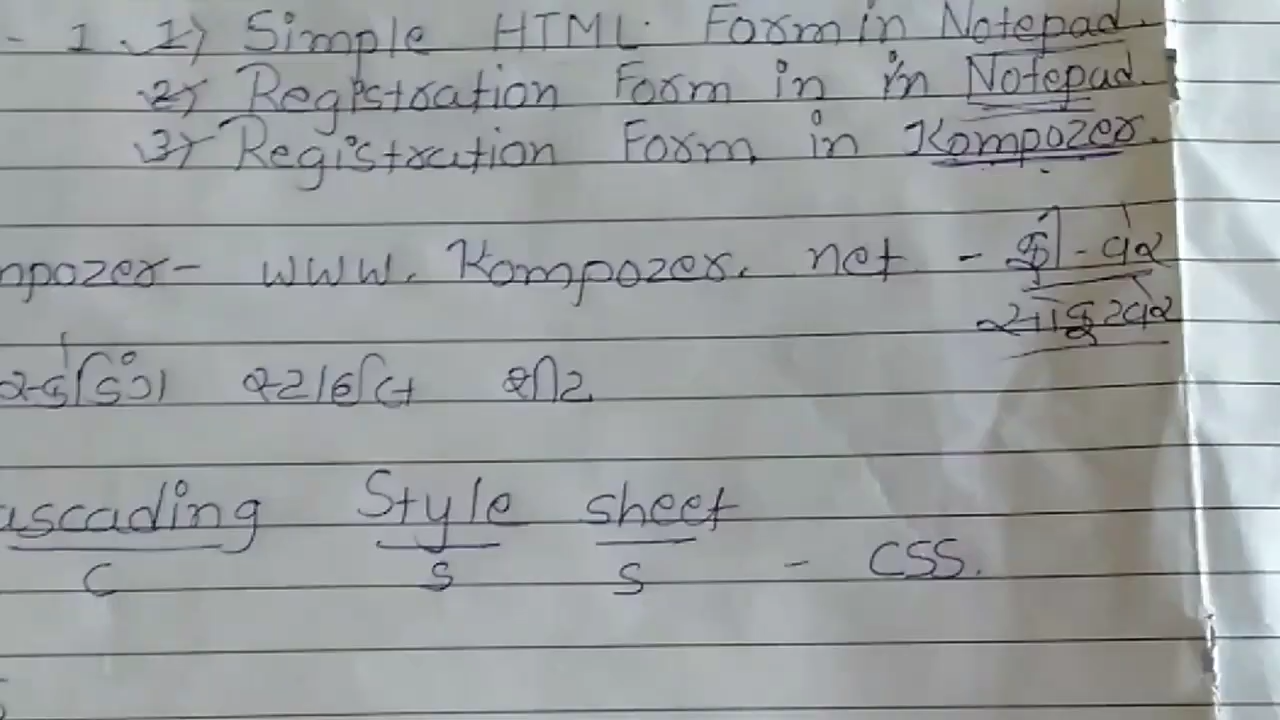 - 1. 1) Simple HTML Form in Notepad.
2) Registration Form in in Notepad.
3) Registration Form in Kompozer.
mpozer- www.Kompozer.net - ફ્રી - વેર
સોફ્ટવેર
સ્ટાઈલ શીટ
ascading Style sheet
C S S - CSS.